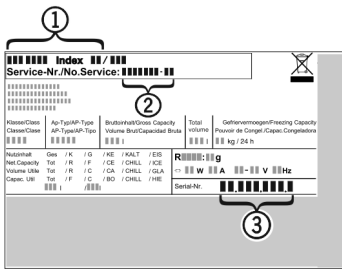 1
Index /
Service-Nr./No.Service: -
2
Klasse/Class
Classe/Clase
Ap-Typ/AP-Type
AP-Type/AP-Tipo
Bruttoinhalt/Gross Capacity
Volume Brut/Capacidad Bruta
l
Total
volume
l
Gefriervermoegen/Freezing Capacity
Pouvoir de Congel./Capac.Congeladora
kg / 24 h
Nutzinhalt Ges / K / G / KE / KALT / EIS
Net.Capacity Tot / R / F / CE / CHILL / ICE
Volume Utile Tot / F / C / CA / CHILL / GLA
Capac. Util Tot / F / C / BO / CHILL / HIE
l / l
R : g
W A - V Hz
Serial-Nr.
3